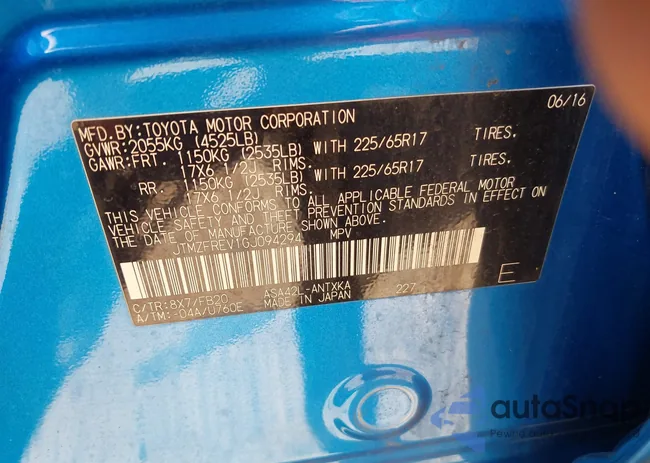 06/16
MFD.BY:TOYOTA MOTOR CORPORATION
GVWR:2055KG (4525LB)
GAWR:FRT. 1150KG (2535LB) WITH 225/65R17 TIRES.
17X6 1/2J RIMS.
RR. 1150KG (2535LB) WITH 225/65R17 TIRES.
17X6 1/2J RIMS.
THIS VEHICLE CONFORMS TO ALL APPLICABLE FEDERAL MOTOR
VEHICLE SAFETY AND THEFT PREVENTION STANDARDS IN EFFECT ON
THE DATE OF MANUFACTURE SHOWN ABOVE.
JTMZFREV1GJ094294 MPV
E
C/TR:8X7/FB20 ASA42L-ANTXKA 227
A/TM:-04A/U760E MADE IN JAPAN
autoSnap